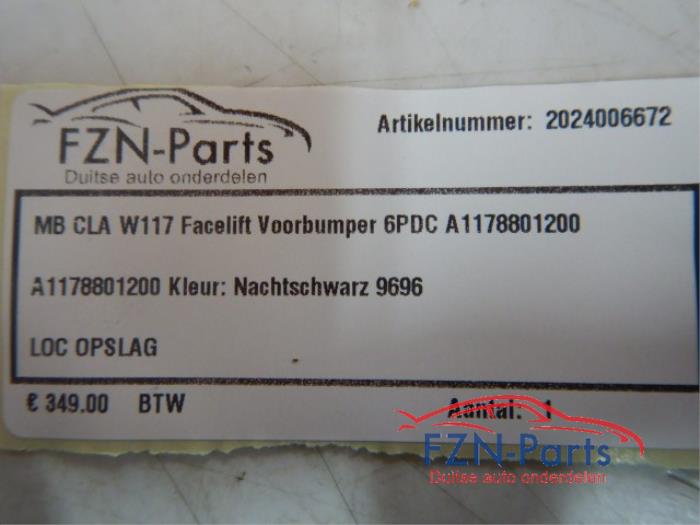 FZN-Parts
Duitse auto onderdelen
Artikelnummer: 2024006672
MB CLA W117 Facelift Voorbumper 6PDC A1178801200
A1178801200 Kleur: Nachtschwarz 9696
LOC OPSLAG
€ 349.00 BTW
Aantal: 1
FZN-Parts
Duitse auto onderdelen